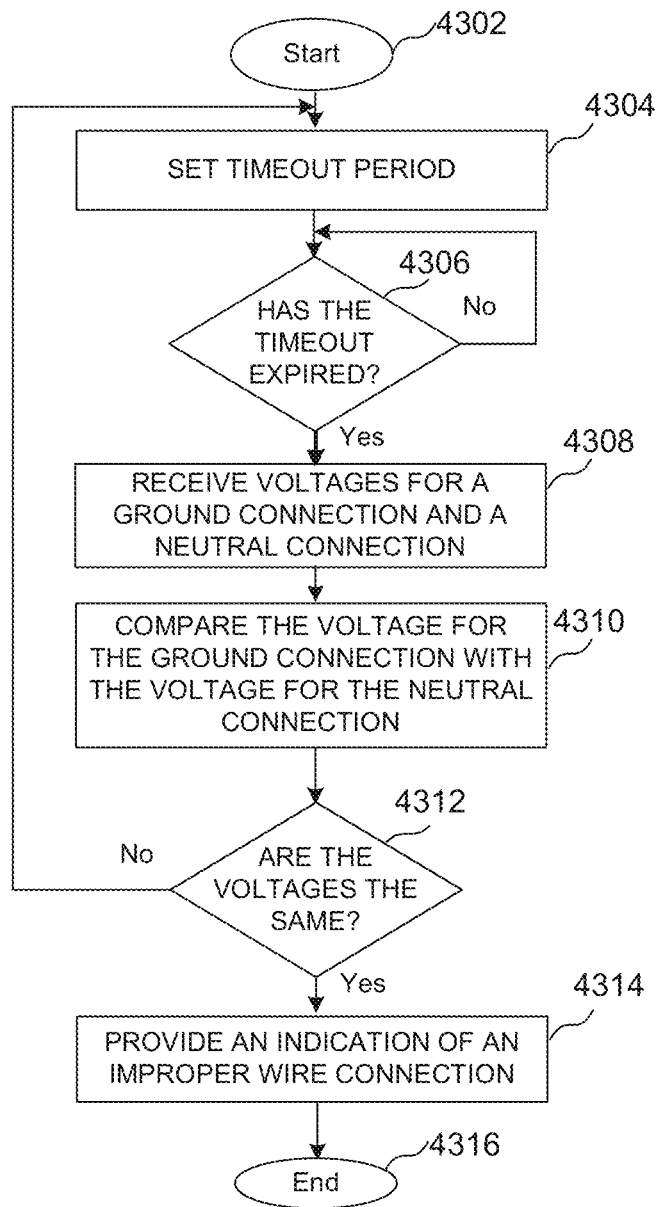 4302
Start
4304
SET TIMEOUT PERIOD
4306
HAS THE
TIMEOUT
EXPIRED?
No
Yes
4308
RECEIVE VOLTAGES FOR A
GROUND CONNECTION AND A
NEUTRAL CONNECTION
4310
COMPARE THE VOLTAGE FOR
THE GROUND CONNECTION WITH
THE VOLTAGE FOR THE NEUTRAL
CONNECTION
4312
No
ARE THE
VOLTAGES THE
SAME?
Yes
4314
PROVIDE AN INDICATION OF AN
IMPROPER WIRE CONNECTION
4316
End